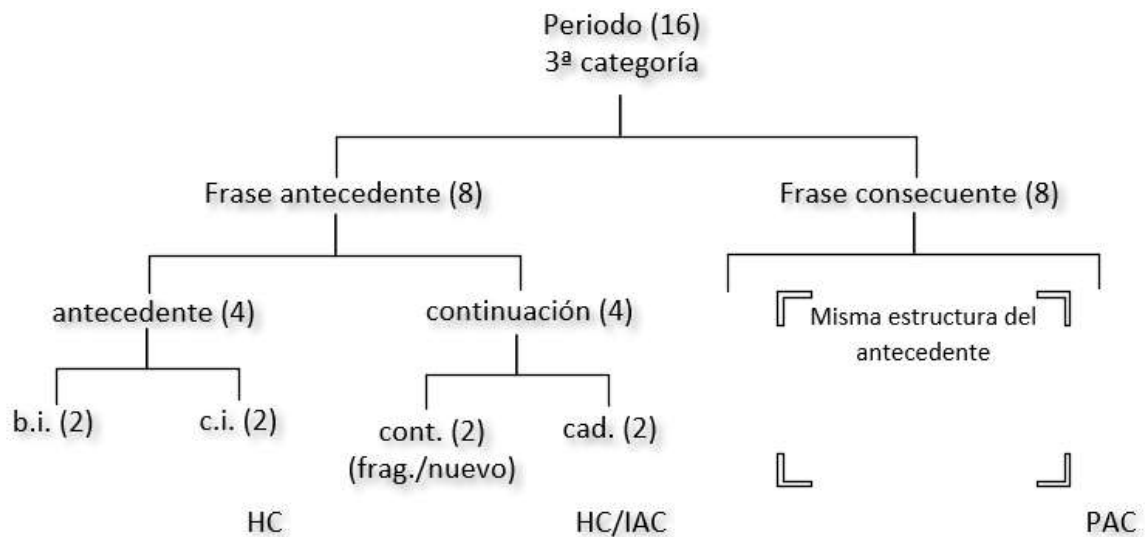 Periodo (16)
3ª categoría
Frase antecedente (8)
Frase consecuente (8)
antecedente (4)
continuación (4)
Misma estructura del
antecedente
b.i. (2)
c.i. (2)
cont. (2)
(frag./nuevo)
cad. (2)
HC
HC/IAC
PAC